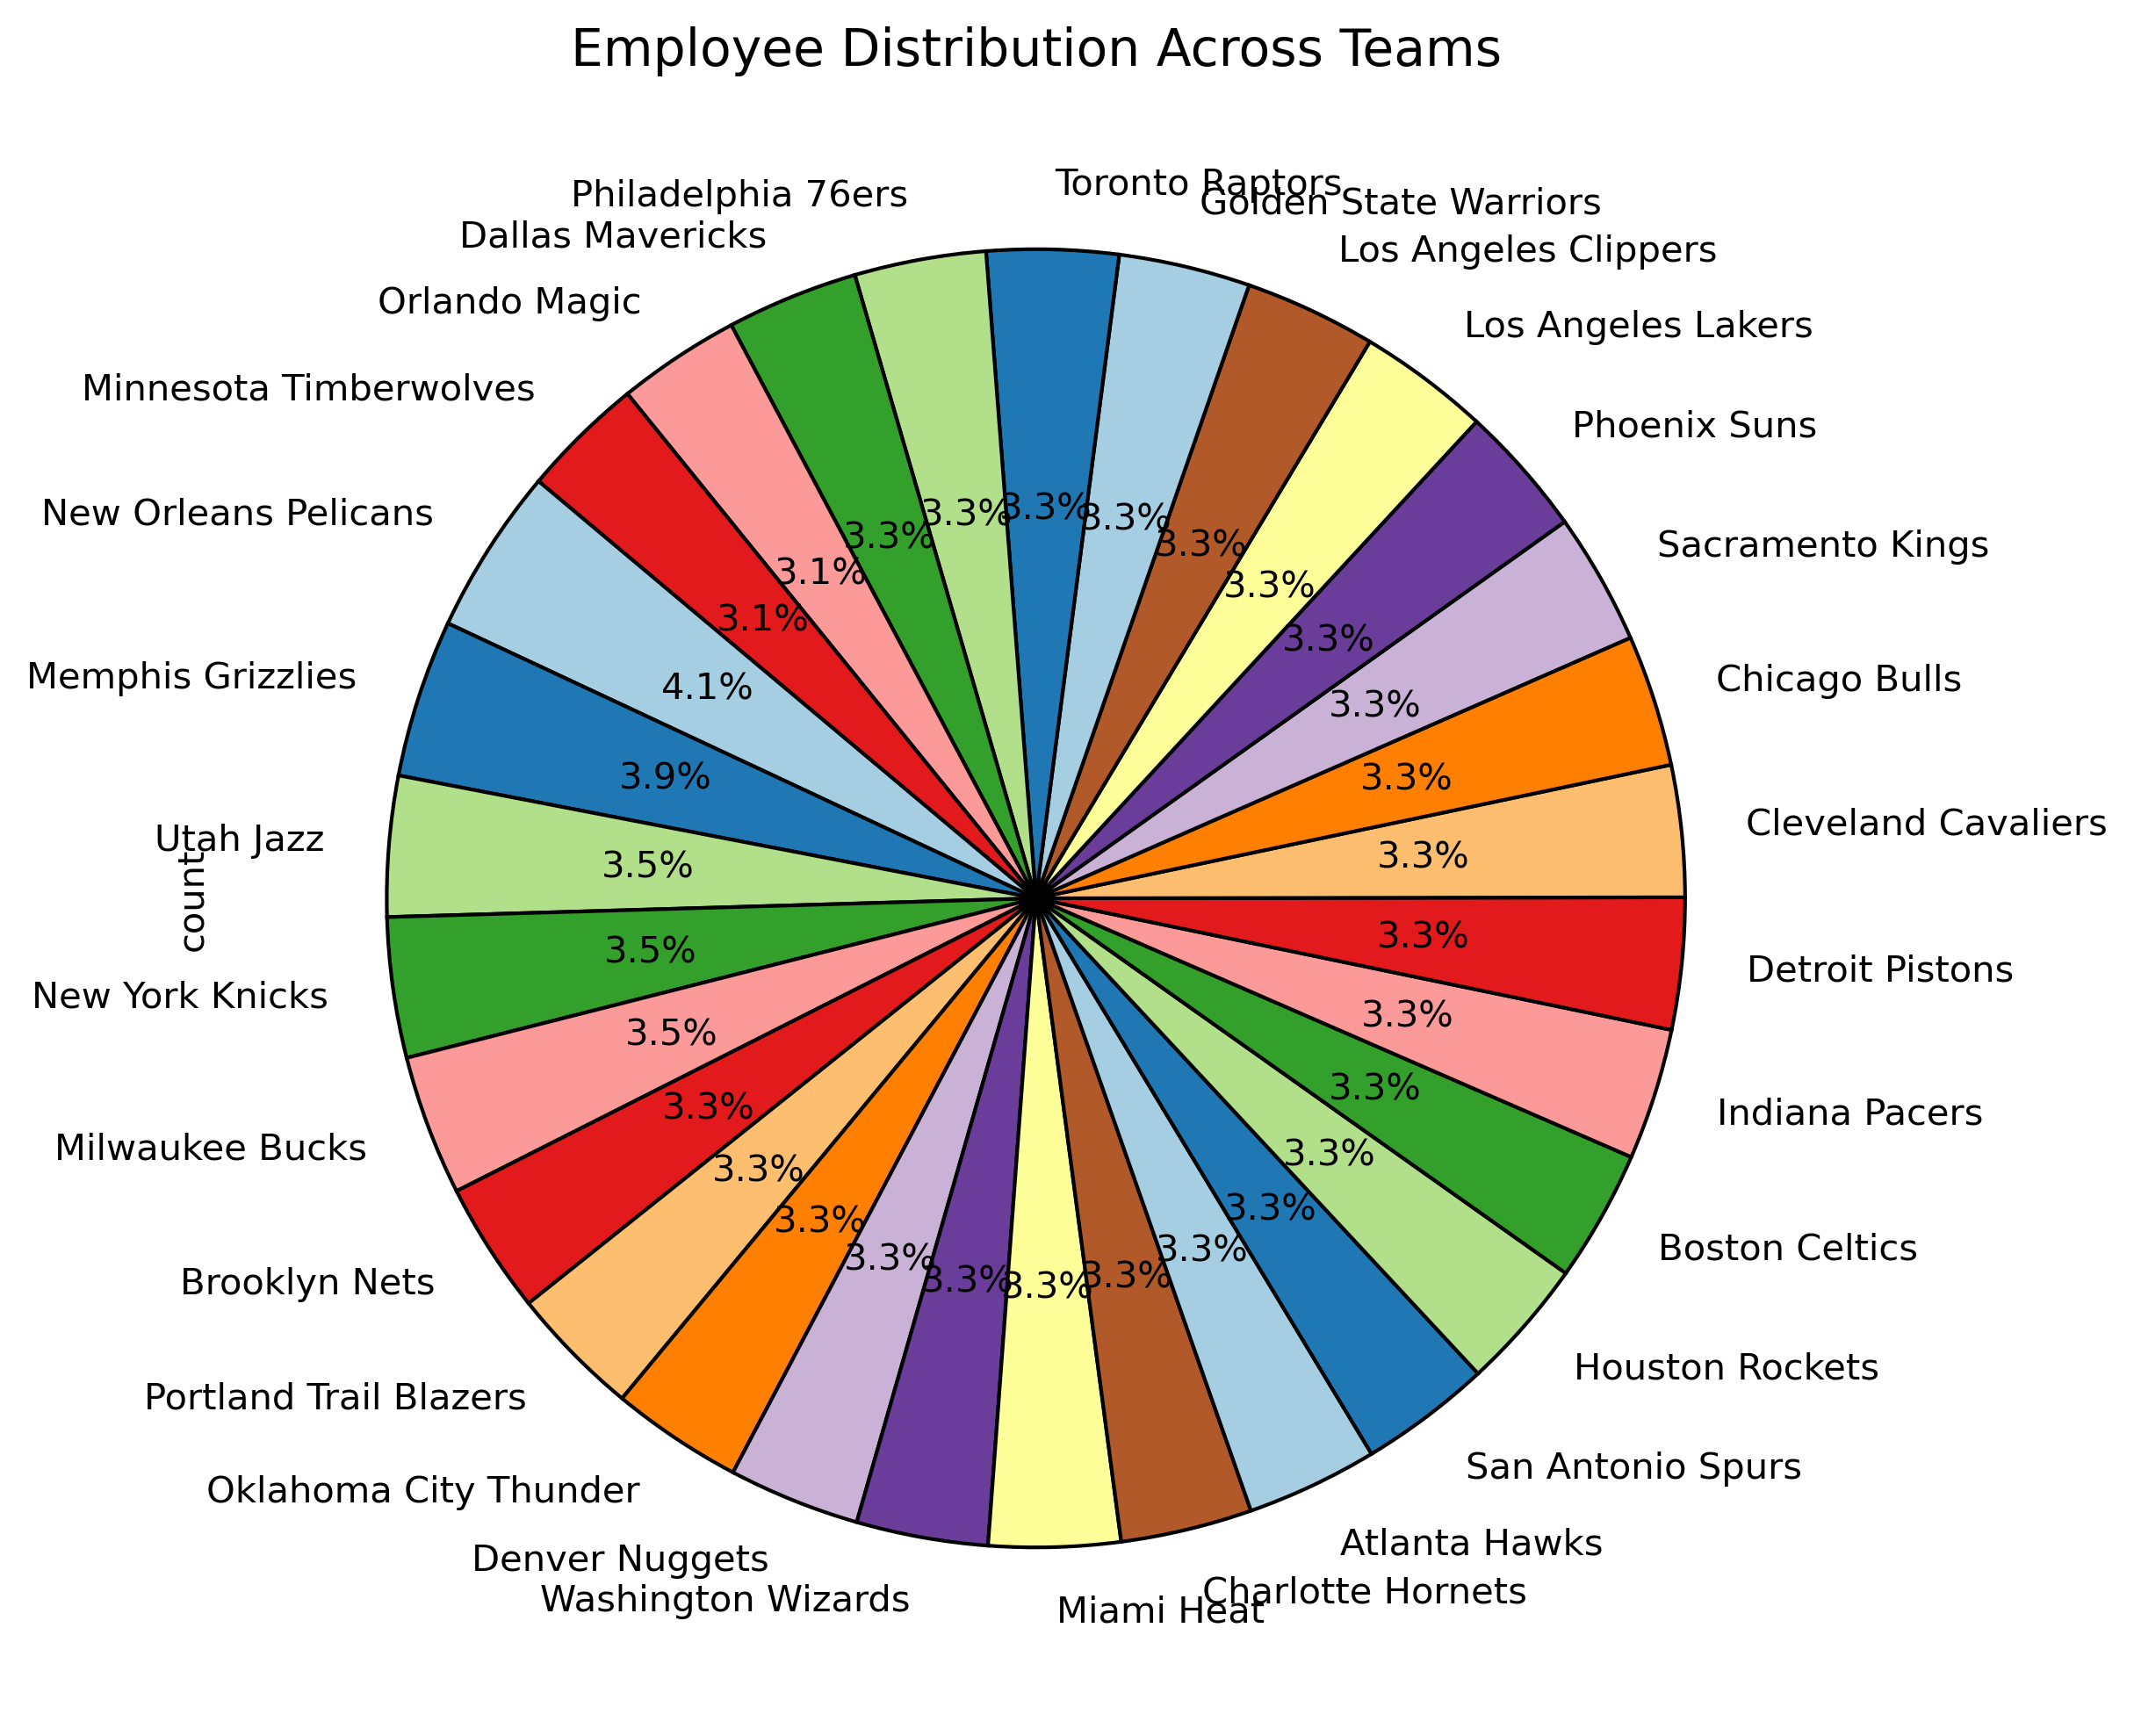 Employee Distribution Across Teams
Toronto Raptors
Philadelphia 76ers
Golden State Warriors
Dallas Mavericks
Los Angeles Clippers
Orlando Magic
Los Angeles Lakers
Minnesota Timberwolves
Phoenix Suns
New Orleans Pelicans
Sacramento Kings
Memphis Grizzlies
Chicago Bulls
Utah Jazz
Cleveland Cavaliers
count
New York Knicks
Detroit Pistons
Milwaukee Bucks
Indiana Pacers
Brooklyn Nets
Boston Celtics
Portland Trail Blazers
Houston Rockets
Oklahoma City Thunder
San Antonio Spurs
Denver Nuggets
Atlanta Hawks
Washington Wizards
Charlotte Hornets
Miami Heat
3.3%
3.3%
3.3%
3.3%
3.3%
3.1%
3.3%
3.1%
3.3%
4.1%
3.3%
3.9%
3.3%
3.5%
3.3%
3.5%
3.3%
3.5%
3.3%
3.3%
3.3%
3.3%
3.3%
3.3%
3.3%
3.3%
3.3%
3.3%
3.3%
3.3%